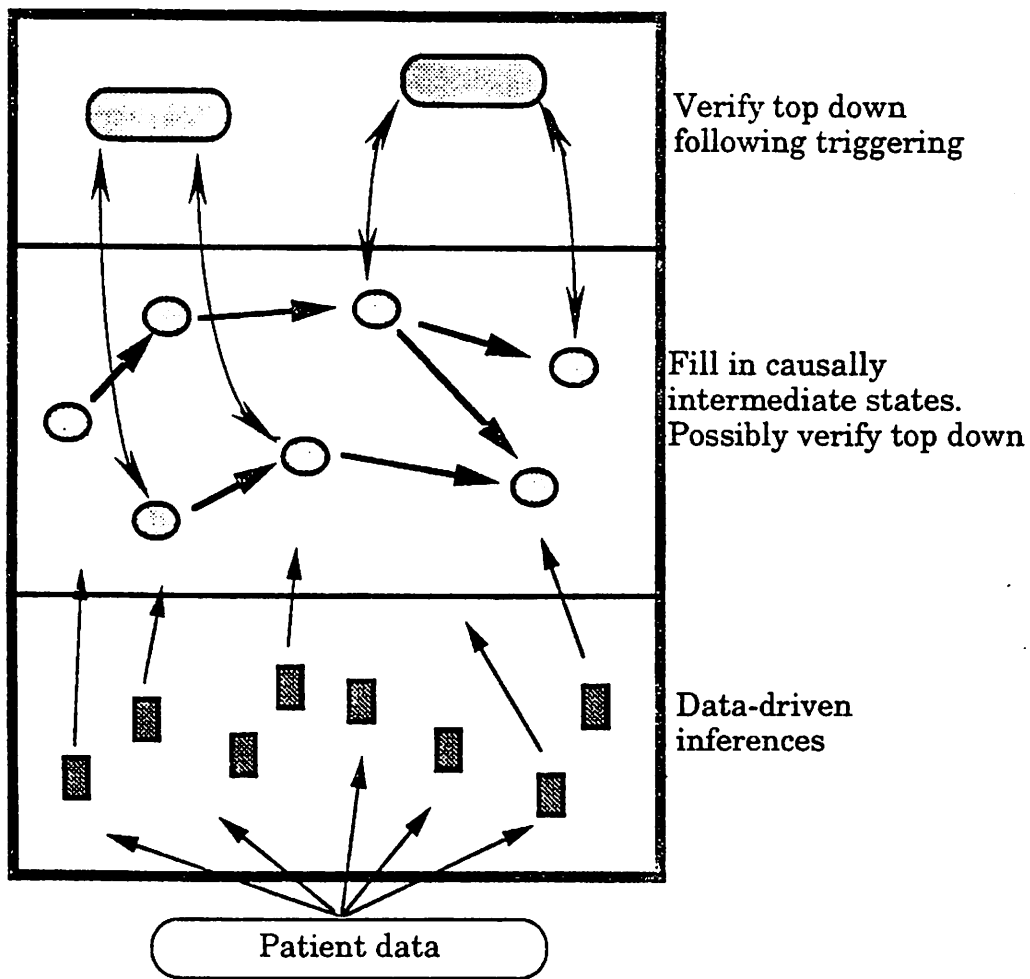 Verify top down
following triggering
Fill in causally
intermediate states.
Possibly verify top down
Data-driven
inferences
Patient data